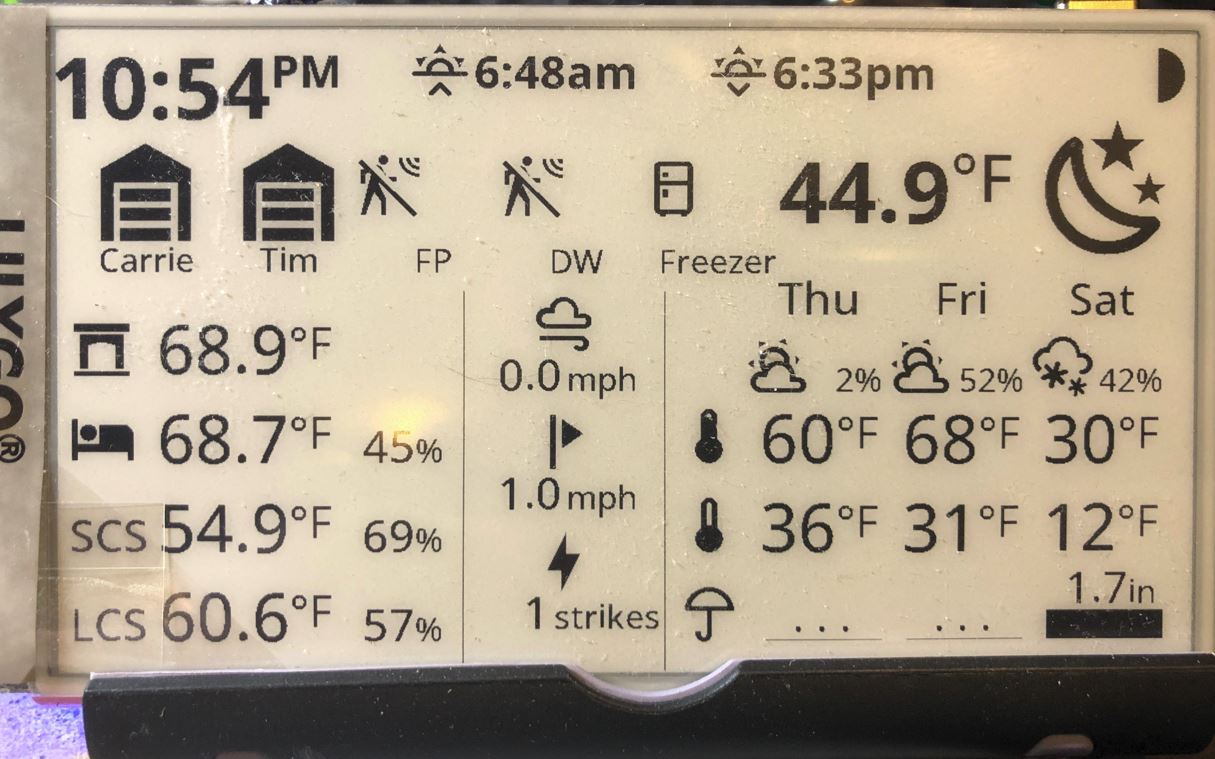 10:54PM 6:48am 6:33pm
44.9°F
Carrie Tim FP DW Freezer
Thu Fri Sat
68.9°F
0.0mph 2% 52% 42%
68.7°F 45% 60°F 68°F 30°F
1.0mph
SCS 54.9°F 69% 36°F 31°F 12°F
1.7in
LCS 60.6°F 57% 1 strikes ... ...